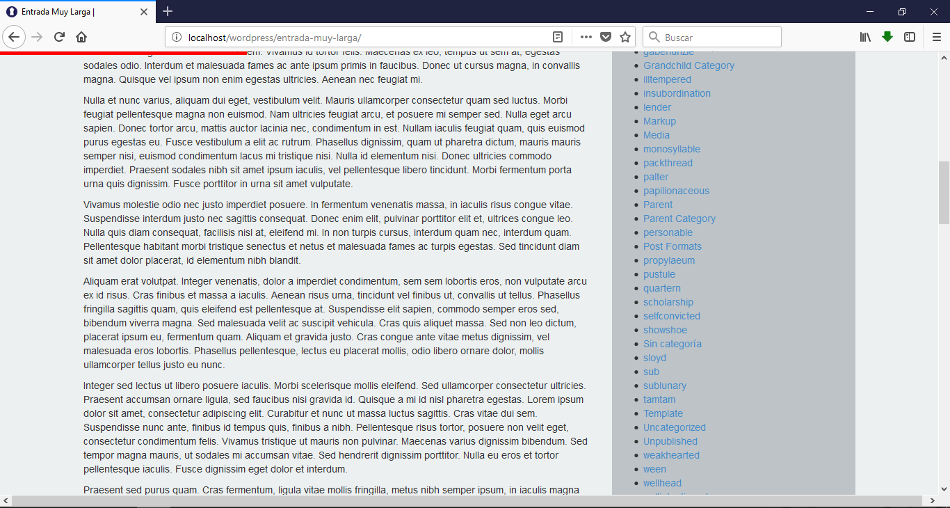 Entrada Muy Larga |
localhost/wordpress/entrada-muy-larga/
Buscar
em. Vivamus id tortor felis. Maecenas ex leo, tempus ut sem at, egestas
sodales odio. Interdum et malesuada fames ac ante ipsum primis in faucibus. Donec ut cursus magna, in convallis
magna. Quisque vel ipsum non enim egestas ultricies. Aenean nec feugiat mi.
Nulla et nunc varius, aliquam dui eget, vestibulum velit. Mauris ullamcorper consectetur quam sed luctus. Morbi
feugiat pellentesque magna non euismod. Nam ultricies feugiat arcu, et posuere mi semper sed. Nulla eget arcu
sapien. Donec tortor arcu, mattis auctor lacinia nec, condimentum in est. Nullam iaculis feugiat quam, quis euismod
purus egestas eu. Fusce vestibulum a elit ac rutrum. Phasellus dignissim, quam ut pharetra dictum, mauris mauris
semper nisi, euismod condimentum lacus mi tristique nisi. Nulla id elementum nisi. Donec ultricies commodo
imperdiet. Praesent sodales nibh sit amet ipsum iaculis, vel pellentesque libero tincidunt. Morbi fermentum porta
urna quis dignissim. Fusce porttitor in urna sit amet vulputate.
Vivamus molestie odio nec justo imperdiet posuere. In fermentum venenatis massa, in iaculis risus congue vitae.
Suspendisse interdum justo nec sagittis consequat. Donec enim elit, pulvinar porttitor elit et, ultrices congue leo.
Nulla quis diam consequat, facilisis nisl at, eleifend mi. In non turpis cursus, interdum quam nec, interdum quam.
Pellentesque habitant morbi tristique senectus et netus et malesuada fames ac turpis egestas. Sed tincidunt diam
sit amet dolor placerat, id elementum nibh blandit.
Aliquam erat volutpat. Integer venenatis, dolor a imperdiet condimentum, sem sem lobortis eros, non vulputate arcu
ex id risus. Cras finibus et massa a iaculis. Aenean risus urna, tincidunt vel finibus ut, convallis ut tellus. Phasellus
fringilla sagittis quam, quis eleifend est pellentesque at. Suspendisse elit sapien, commodo semper eros sed,
bibendum viverra magna. Sed malesuada velit ac suscipit vehicula. Cras quis aliquet massa. Sed non leo dictum,
placerat ipsum eu, fermentum quam. Aliquam et gravida justo. Cras congue ante vitae metus dignissim, vel
malesuada eros lobortis. Phasellus pellentesque, lectus eu placerat mollis, odio libero ornare dolor, mollis
ullamcorper tellus justo eu nunc.
Integer sed lectus ut libero posuere iaculis. Morbi scelerisque mollis eleifend. Sed ullamcorper consectetur ultricies.
Praesent accumsan ornare ligula, sed faucibus nisi gravida id. Quisque a mi id nisl pharetra egestas. Lorem ipsum
dolor sit amet, consectetur adipiscing elit. Curabitur et nunc ut massa luctus sagittis. Cras vitae dui sem.
Suspendisse nunc ante, finibus id tempus quis, finibus a nibh. Pellentesque risus tortor, posuere non velit eget,
consectetur condimentum felis. Vivamus tristique ut mauris non pulvinar. Maecenas varius dignissim bibendum. Sed
tempor magna mauris, ut sodales mi accumsan vitae. Sed hendrerit dignissim porttitor. Nulla eu eros et tortor
pellentesque iaculis. Fusce dignissim eget dolor et interdum.
Praesent sed purus quam. Cras fermentum, ligula vitae mollis fringilla, metus nibh semper ipsum, in iaculis magna
Grandchild Category
illtempered
insubordination
lender
Markup
Media
monosyllable
packthread
palter
papilionaceous
Parent
Parent Category
personable
Post Formats
propylaeum
pustule
quartern
scholarship
selfconvicted
showshoe
Sin categoría
sloyd
sub
sublunary
tamtam
Template
Uncategorized
Unpublished
weakhearted
ween
wellhead